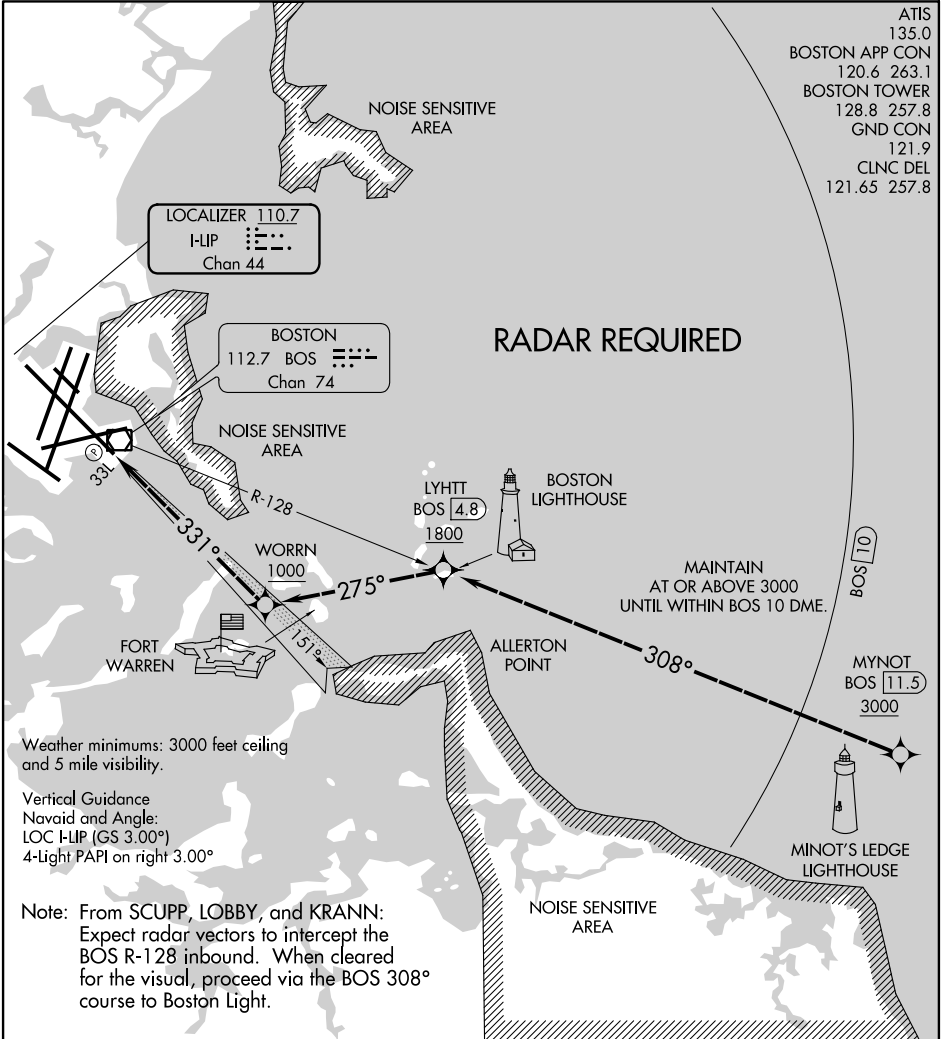 ATIS
135.0
BOSTON APP CON
120.6 263.1
BOSTON TOWER
128.8 257.8
GND CON
121.9
CLNC DEL
121.65 257.8
NOISE SENSITIVE
AREA
LOCALIZER 110.7
I-LIP
Chan 44
RADAR REQUIRED
BOSTON
112.7 BOS
Chan 74
NOISE SENSITIVE
AREA
P
33L
R-128
LYHTT
BOS 4.8
1800
BOSTON
LIGHTHOUSE
BOS 10
331°
WORRN
1000
275°
MAINTAIN
AT OR ABOVE 3000
UNTIL WITHIN BOS 10 DME.
FORT
WARREN
151°
ALLERTON
POINT
308°
MYNOT
BOS 11.5
3000
Weather minimums: 3000 feet ceiling
and 5 mile visibility.
Vertical Guidance
Navaid and Angle:
LOC I-LIP (GS 3.00°)
4-Light PAPI on right 3.00°
MINOT'S LEDGE
LIGHTHOUSE
NOISE SENSITIVE
AREA
Note: From SCUPP, LOBBY, and KRANN:
Expect radar vectors to intercept the
BOS R-128 inbound. When cleared
for the visual, proceed via the BOS 308°
course to Boston Light.